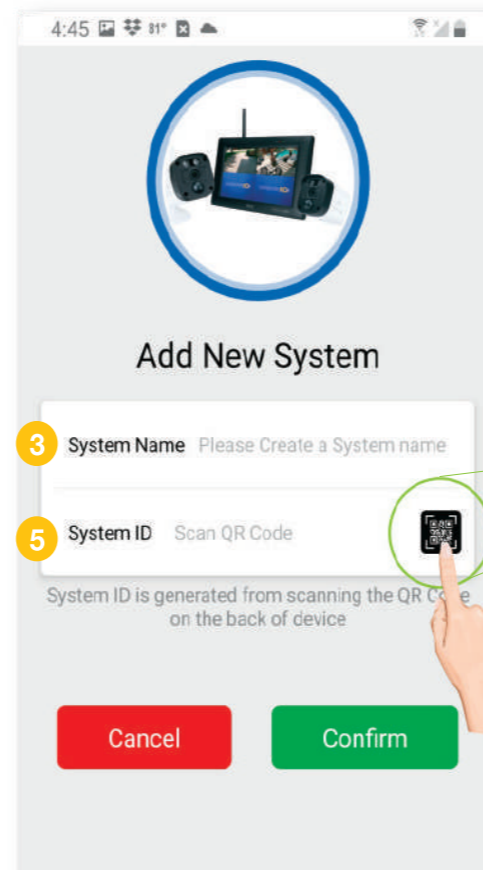 4:45 81°
Add New System
3 System Name Please Create a System name
5 System ID Scan QR Code
System ID is generated from scanning the QR Code
on the back of device
Cancel Confirm